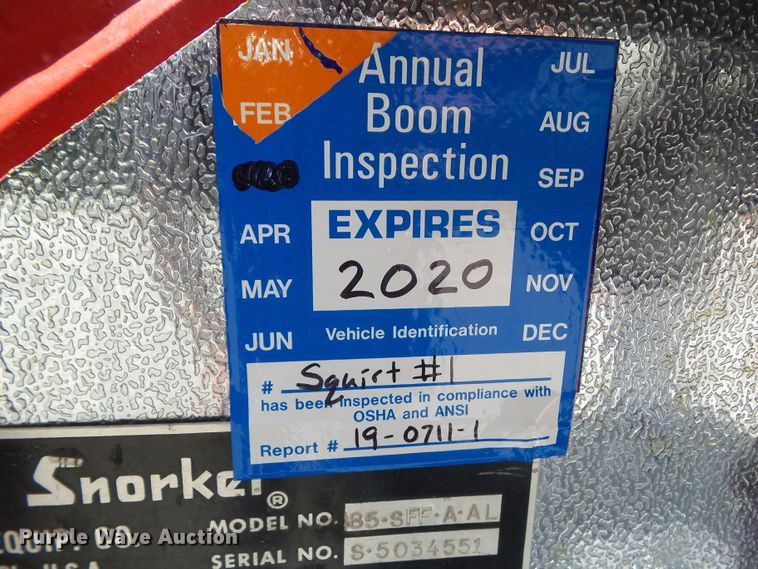 JAN
FEB
APR
MAY
JUN
Annual
Boom
Inspection
EXPIRES
2020
JUL
AUG
SEP
OCT
NOV
DEC
Vehicle Identification
# Squirt #1
has been inspected in compliance with
OSHA and ANSI
Report # 19-0711-1
Snorkel ®
EQUIP. CO.
U.S.A.
MODEL NO. 85·SFF·A·AL
SERIAL NO. S·5034551
Purple Wave Auction